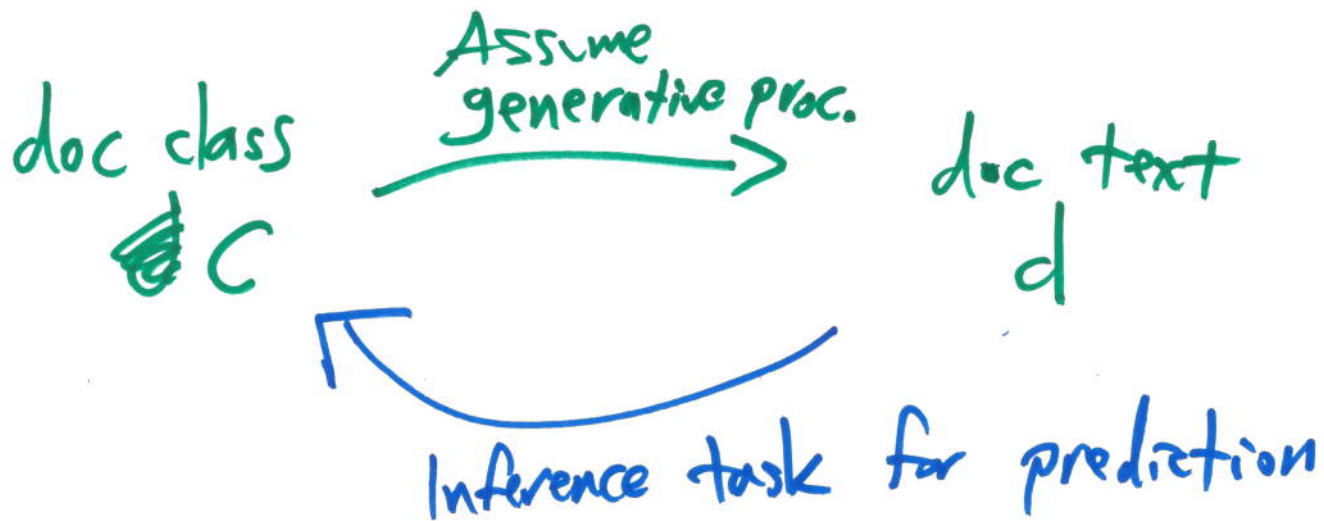 Assume
generative proc.
doc class
C
doc text
d
Inference task for prediction